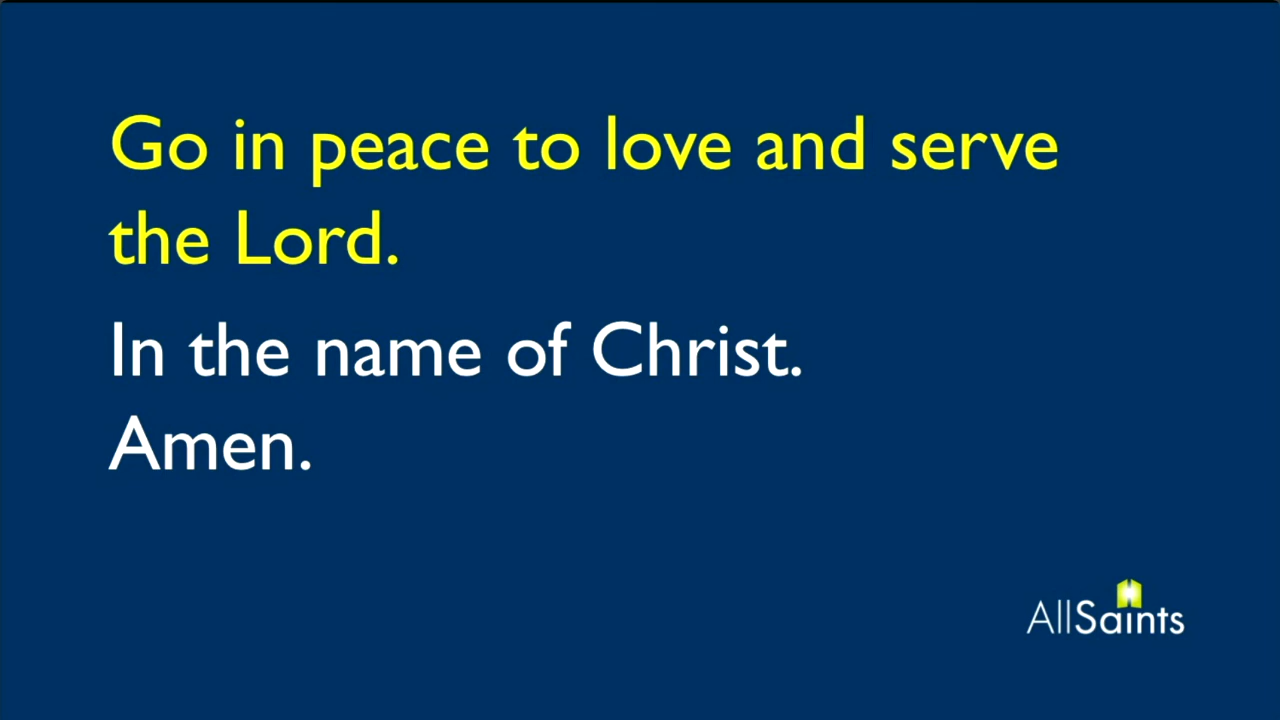 Go in peace to love and serve
the Lord.
In the name of Christ.
Amen.
AllSaints